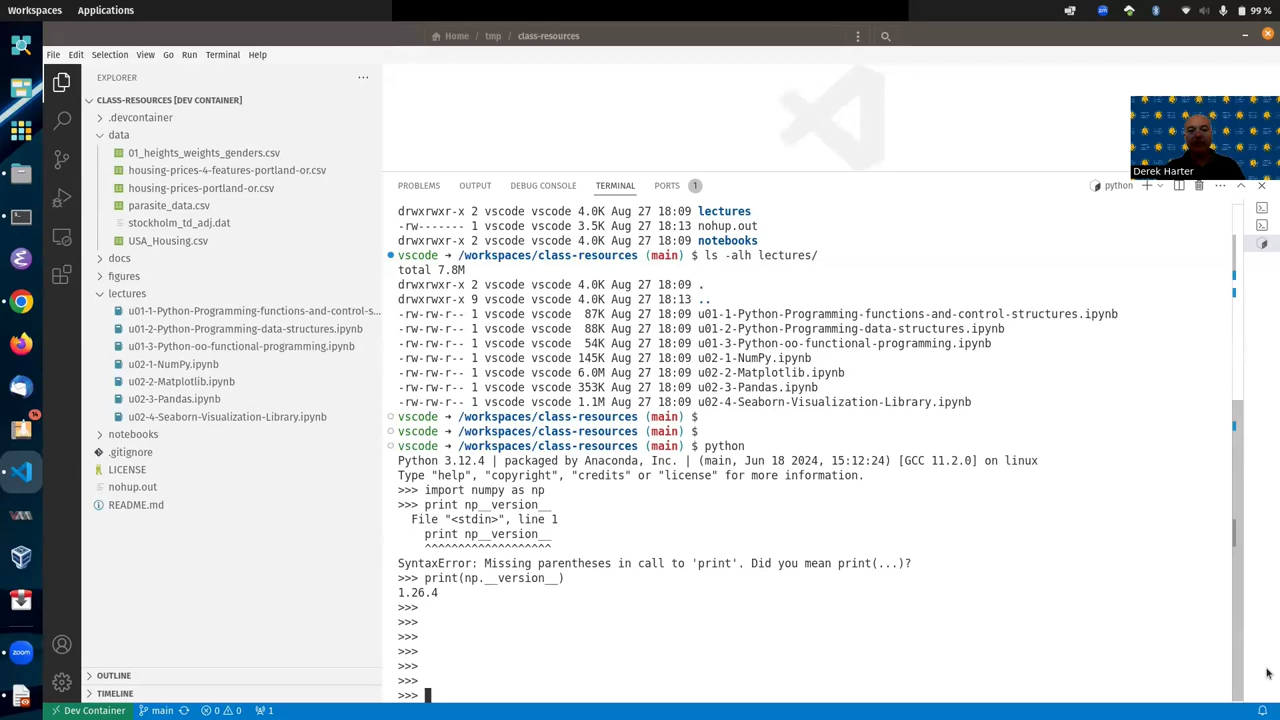 Workspaces Applications
99 %
Home / tmp / class-resources
File Edit Selection View Go Run Terminal Help
EXPLORER
CLASS-RESOURCES [DEV CONTAINER]
.devcontainer
data
01_heights_weights_genders.csv
housing-prices-4-features-portland-or.csv
housing-prices-portland-or.csv
parasite_data.csv
stockholm_td_adj.dat
USA_Housing.csv
docs
figures
lectures
u01-1-Python-Programming-functions-and-control-s...
u01-2-Python-Programming-data-structures.ipynb
u01-3-Python-oo-functional-programming.ipynb
u02-1-NumPy.ipynb
u02-2-Matplotlib.ipynb
u02-3-Pandas.ipynb
u02-4-Seaborn-Visualization-Library.ipynb
notebooks
.gitignore
LICENSE
nohup.out
README.md
OUTLINE
TIMELINE
14
zoom
Derek Harter
PROBLEMS OUTPUT DEBUG CONSOLE TERMINAL PORTS 1
python
drwxrwxr-x 2 vscode vscode 4.0K Aug 27 18:09 lectures
-rw------- 1 vscode vscode 3.5K Aug 27 18:13 nohup.out
drwxrwxr-x 2 vscode vscode 4.0K Aug 27 18:09 notebooks
vscode ➜ /workspaces/class-resources (main) $ ls -alh lectures/
total 7.8M
drwxrwxr-x 2 vscode vscode 4.0K Aug 27 18:09 .
drwxrwxr-x 9 vscode vscode 4.0K Aug 27 18:13 ..
-rw-rw-r-- 1 vscode vscode 87K Aug 27 18:09 u01-1-Python-Programming-functions-and-control-structures.ipynb
-rw-rw-r-- 1 vscode vscode 88K Aug 27 18:09 u01-2-Python-Programming-data-structures.ipynb
-rw-rw-r-- 1 vscode vscode 54K Aug 27 18:09 u01-3-Python-oo-functional-programming.ipynb
-rw-rw-r-- 1 vscode vscode 145K Aug 27 18:09 u02-1-NumPy.ipynb
-rw-rw-r-- 1 vscode vscode 6.0M Aug 27 18:09 u02-2-Matplotlib.ipynb
-rw-rw-r-- 1 vscode vscode 353K Aug 27 18:09 u02-3-Pandas.ipynb
-rw-rw-r-- 1 vscode vscode 1.1M Aug 27 18:09 u02-4-Seaborn-Visualization-Library.ipynb
vscode ➜ /workspaces/class-resources (main) $
vscode ➜ /workspaces/class-resources (main) $
vscode ➜ /workspaces/class-resources (main) $ python
Python 3.12.4 | packaged by Anaconda, Inc. | (main, Jun 18 2024, 15:12:24) [GCC 11.2.0] on linux
Type "help", "copyright", "credits" or "license" for more information.
>>> import numpy as np
>>> print np__version__
File "<stdin>", line 1
print np__version__
^^^^^^^^^^^^^^^^^^^
SyntaxError: Missing parentheses in call to 'print'. Did you mean print(...)?
>>> print(np.__version__)
1.26.4
>>>
>>>
>>>
>>>
>>>
>>>
>>>
Dev Container main 0 0 1